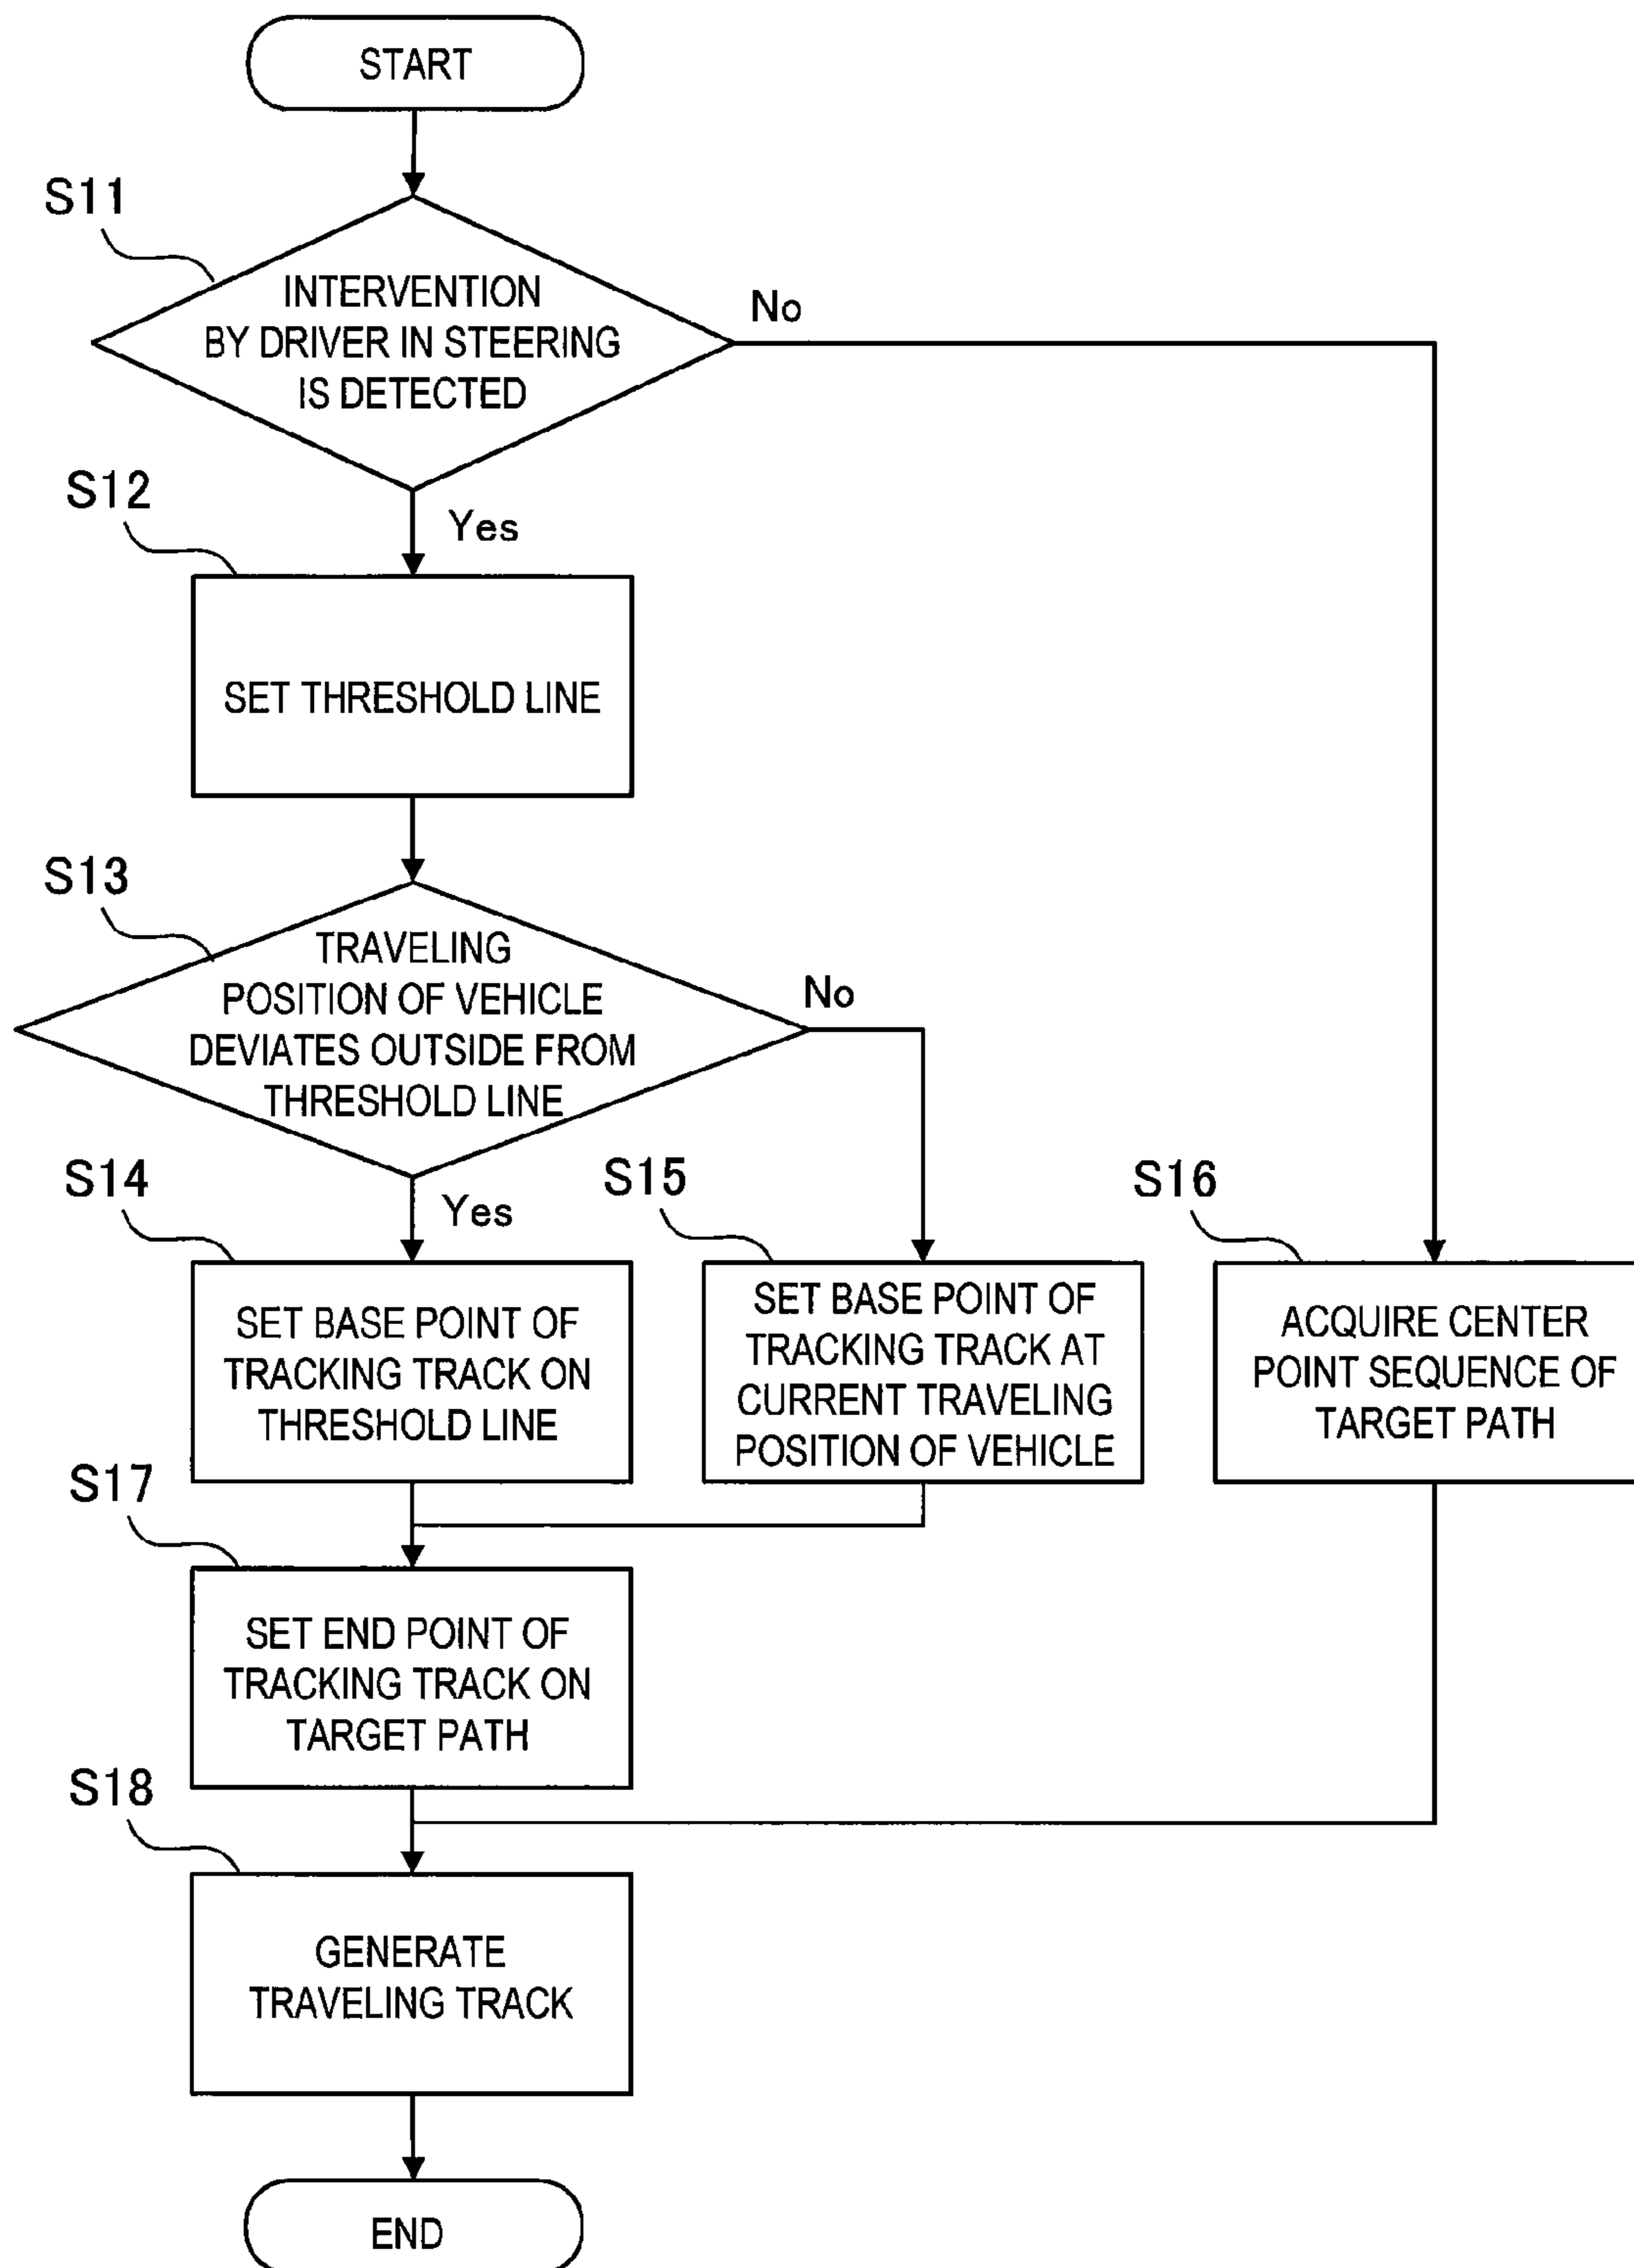 START
S11
INTERVENTION
BY DRIVER IN STEERING
IS DETECTED
No
S12
Yes
SET THRESHOLD LINE
S13
TRAVELING
POSITION OF VEHICLE
DEVIATES OUTSIDE FROM
THRESHOLD LINE
No
S14
Yes
S15
S16
SET BASE POINT OF
TRACKING TRACK ON
THRESHOLD LINE
SET BASE POINT OF
TRACKING TRACK AT
CURRENT TRAVELING
POSITION OF VEHICLE
ACQUIRE CENTER
POINT SEQUENCE OF
TARGET PATH
S17
SET END POINT OF
TRACKING TRACK ON
TARGET PATH
S18
GENERATE
TRAVELING TRACK
END